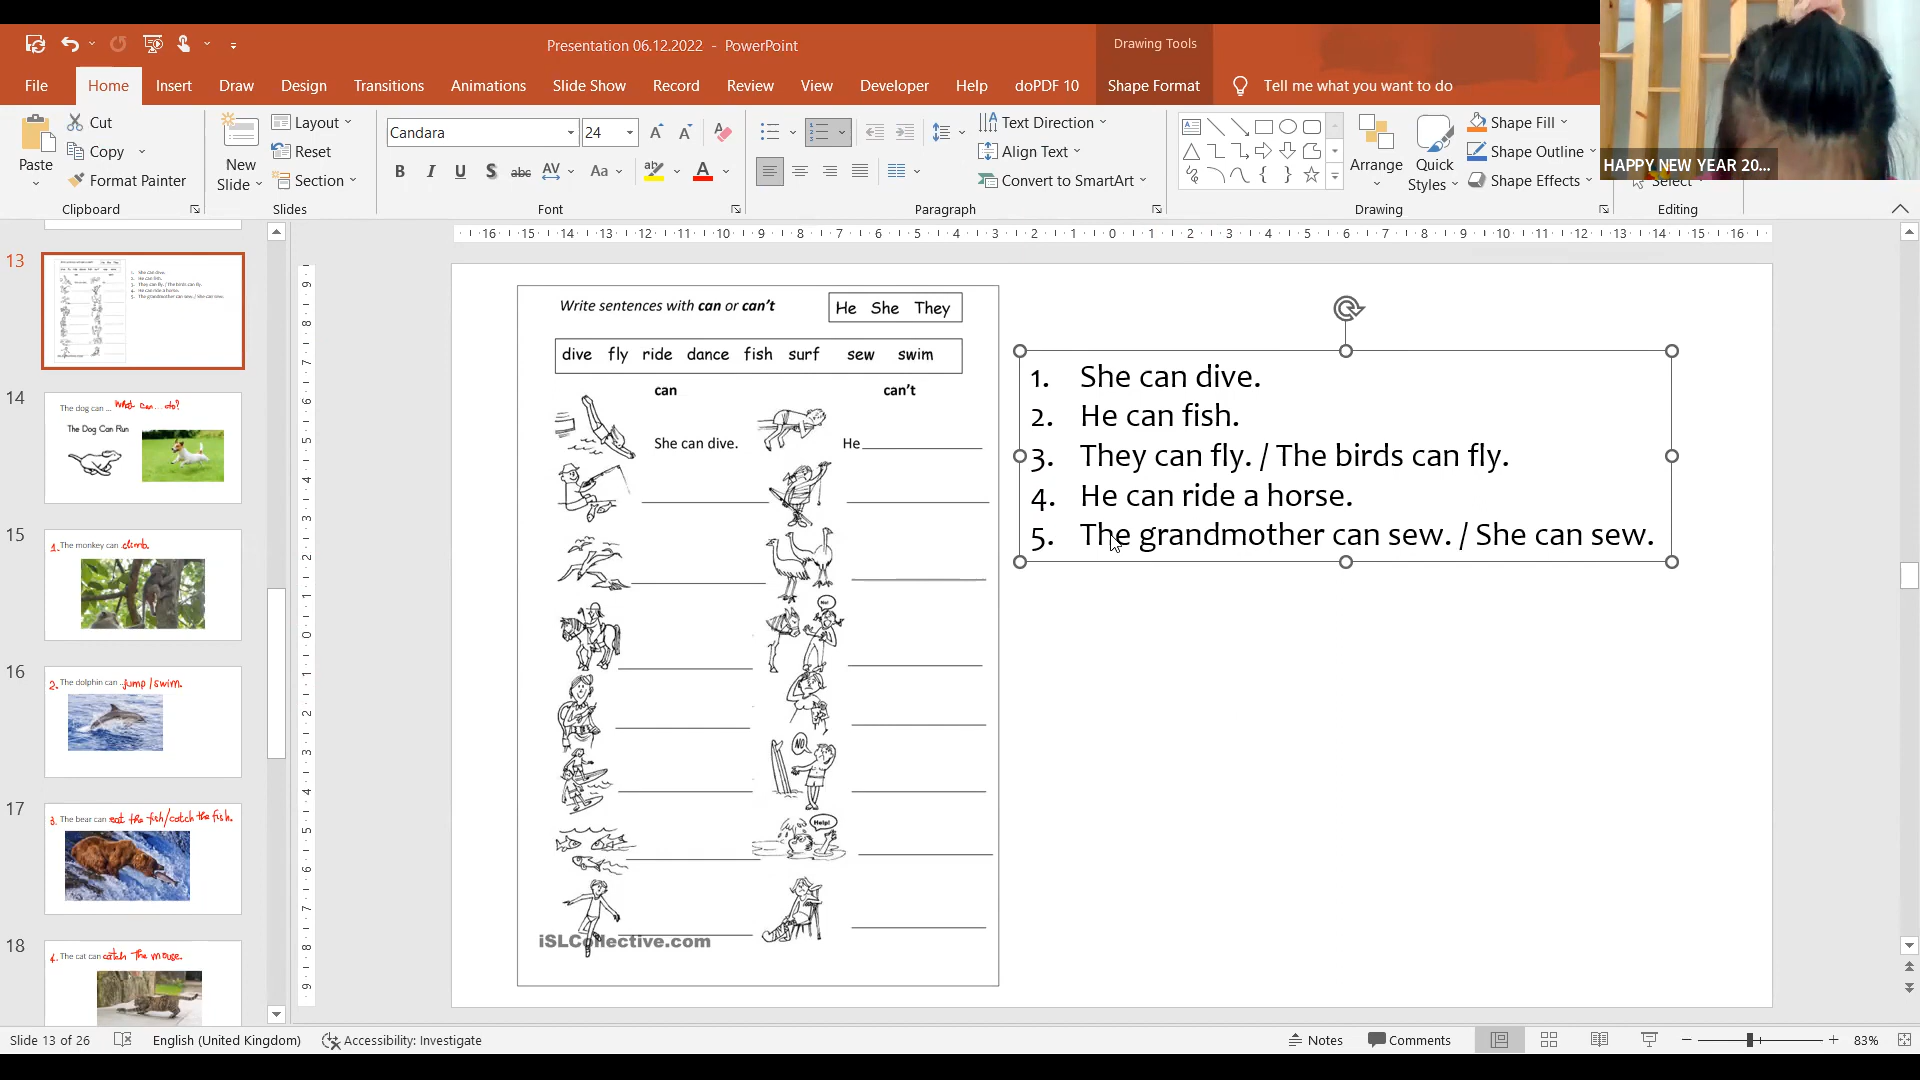 Presentation 06.12.2022 - PowerPoint
Drawing Tools
File Home Insert Draw Design Transitions Animations Slide Show Record Review View Developer Help doPDF 10 Shape Format Tell me what you want to do
Paste
Cut
Copy
Format Painter
Clipboard
New
Slide
Layout
Reset
Section
Slides
Candara 24
Font
Text Direction
Align Text
Convert to SmartArt
Paragraph
Arrange
Quick
Styles
Shape Fill
Shape Outline
Shape Effects
Drawing
Select
Editing
HAPPY NEW YEAR 20...
13
14
The dog can ... What can ... do?
The Dog Can Run
15
1. The monkey can climb.
16
2. The dolphin can ... jump / swim.
17
3. The bear can eat the fish/catch the fish.
18
4. The cat can catch the mouse.
Write sentences with can or can't
He She They
dive fly ride dance fish surf sew swim
can can't
She can dive. He
No!
NO
Help!
iSLCollective.com
1. She can dive.
2. He can fish.
3. They can fly. / The birds can fly.
4. He can ride a horse.
5. The grandmother can sew. / She can sew.
Slide 13 of 26 English (United Kingdom) Accessibility: Investigate Notes Comments 83%